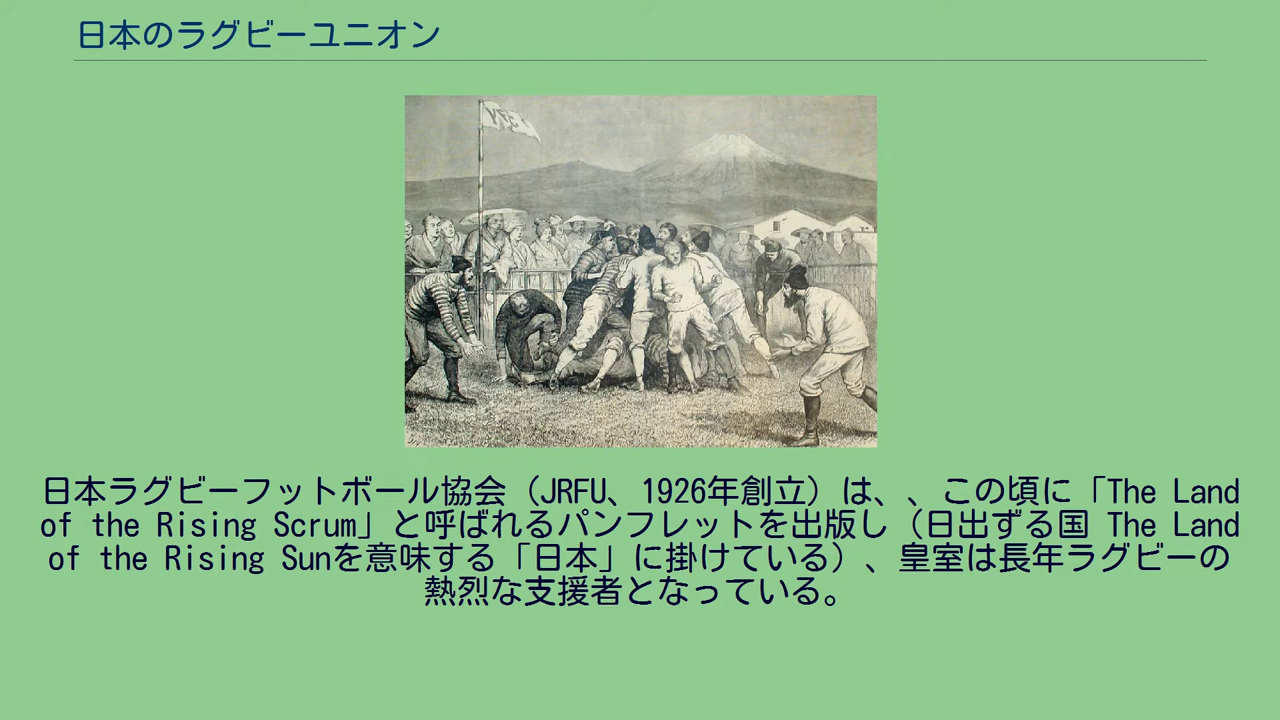 日本のラグビーユニオン
日本ラグビーフットボール協会（JRFU、1926年創立）は、、この頃に「The Land
of the Rising Scrum」と呼ばれるパンフレットを出版し（日出ずる国 The Land
of the Rising Sunを意味する「日本」に掛けている）、皇室は長年ラグビーの
熱烈な支援者となっている。